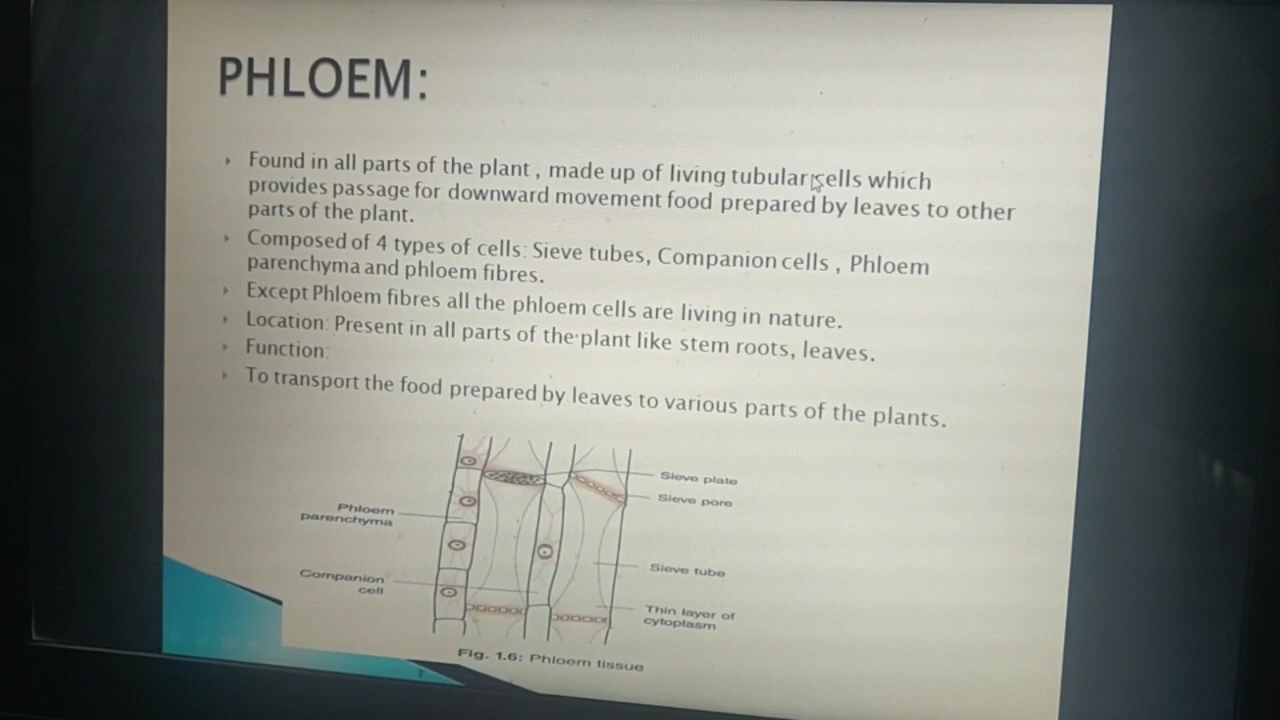 PHLOEM:
Found in all parts of the plant , made up of living tubular cells which
provides passage for downward movement food prepared by leaves to other
parts of the plant.
Composed of 4 types of cells: Sieve tubes, Companion cells , Phloem
parenchyma and phloem fibres.
Except Phloem fibres all the phloem cells are living in nature.
Location: Present in all parts of the plant like stem roots, leaves.
Function:
To transport the food prepared by leaves to various parts of the plants.
Sieve plate
Sieve pore
Phloem
parenchyma
Sieve tube
Companion
cell
Thin layer of
cytoplasm
Fig. 1.6: Phloem tissue